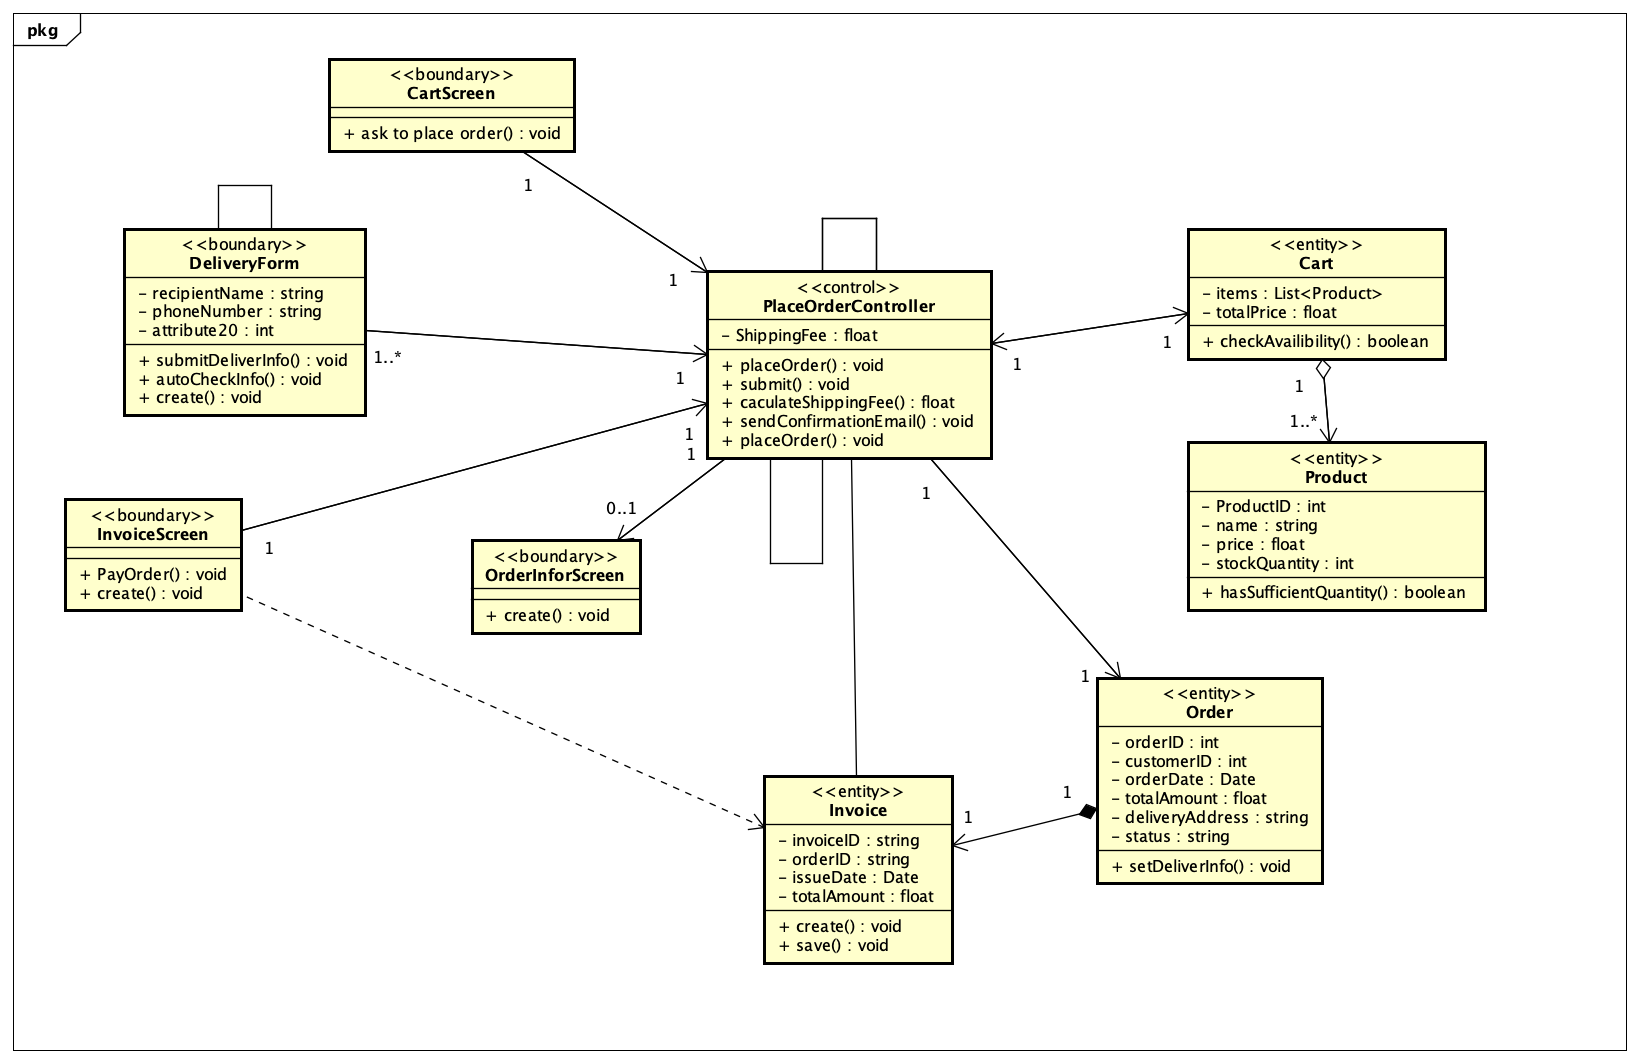 pkg
<<boundary>>
CartScreen
+ ask to place order() : void
1
1
<<boundary>>
DeliveryForm
- recipientName : string
- phoneNumber : string
- attribute20 : int
+ submitDeliverInfo() : void
+ autoCheckInfo() : void
+ create() : void
1..*
1
<<control>>
PlaceOrderController
- ShippingFee : float
+ placeOrder() : void
+ submit() : void
+ caculateShippingFee() : float
+ sendConfirmationEmail() : void
+ placeOrder() : void
1
1
<<entity>>
Cart
- items : List<Product>
- totalPrice : float
+ checkAvailibility() : boolean
1
1..*
<<entity>>
Product
- ProductID : int
- name : string
- price : float
- stockQuantity : int
+ hasSufficientQuantity() : boolean
1
1
0..1
1
<<boundary>>
InvoiceScreen
+ PayOrder() : void
+ create() : void
1
<<boundary>>
OrderInforScreen
+ create() : void
1
<<entity>>
Order
- orderID : int
- customerID : int
- orderDate : Date
- totalAmount : float
- deliveryAddress : string
- status : string
+ setDeliverInfo() : void
1
1
<<entity>>
Invoice
- invoiceID : string
- orderID : string
- issueDate : Date
- totalAmount : float
+ create() : void
+ save() : void